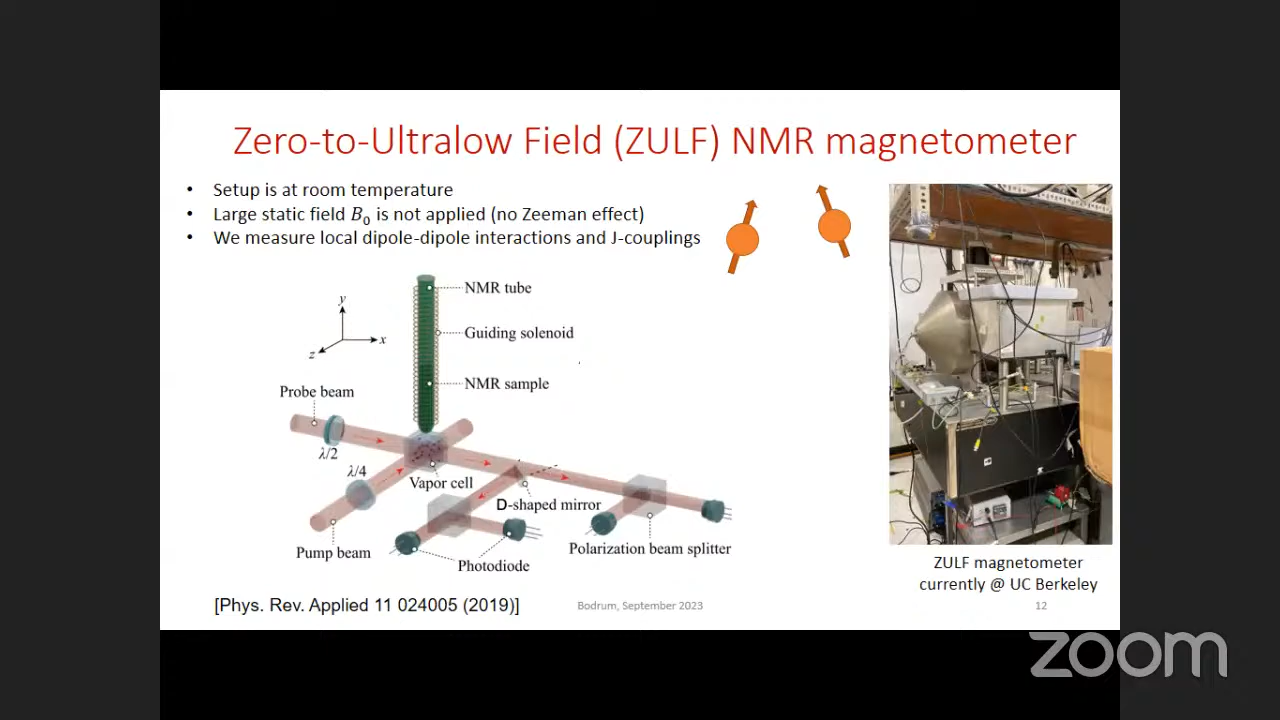 Zero-to-Ultralow Field (ZULF) NMR magnetometer
• Setup is at room temperature
• Large static field B₀ is not applied (no Zeeman effect)
• We measure local dipole-dipole interactions and J-couplings
NMR tube
y
Guiding solenoid
x
z
NMR sample
Probe beam
λ/2
λ/4
Vapor cell
D-shaped mirror
Pump beam
Photodiode
Polarization beam splitter
ZULF magnetometer
currently @ UC Berkeley
[Phys. Rev. Applied 11 024005 (2019)]
Bodrum, September 2023
12
zoom